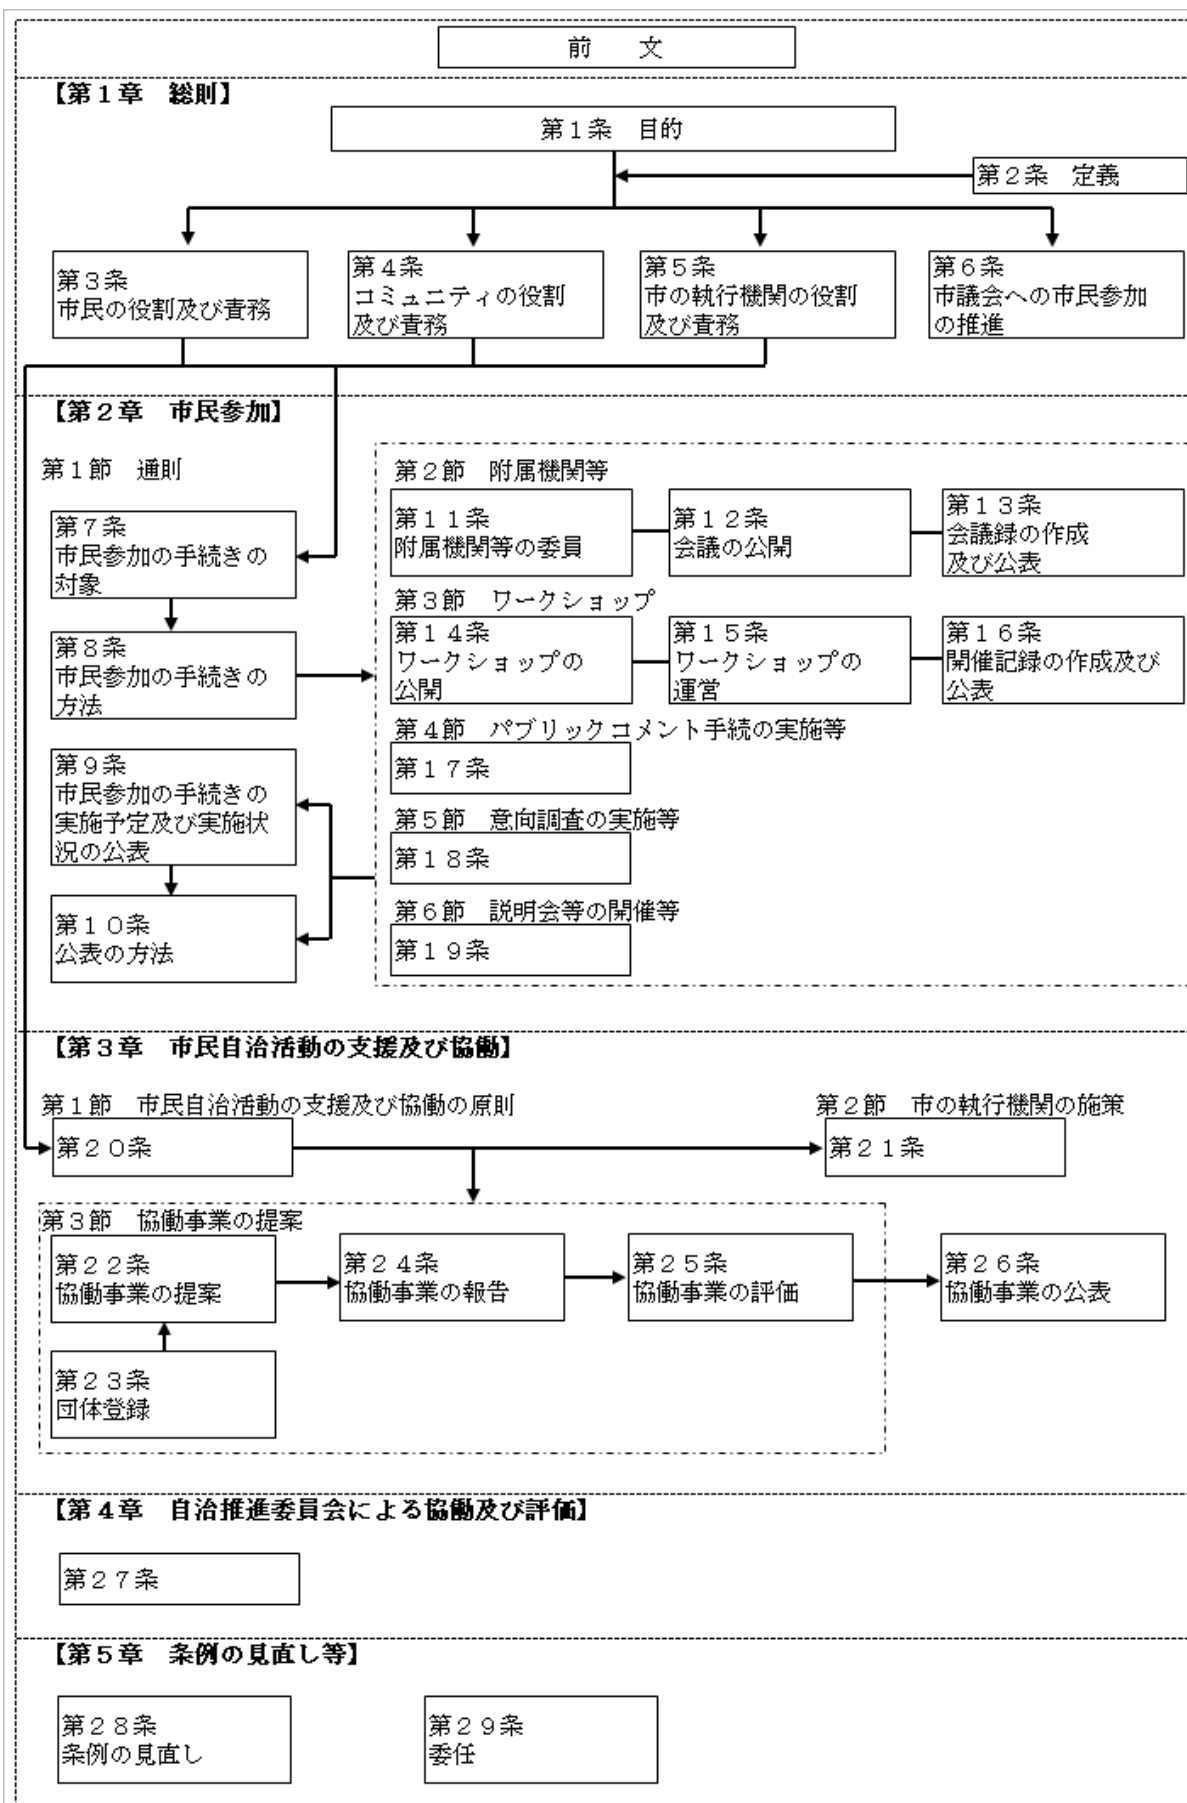 前　文
【第１章　総則】
第１条　目的
第２条　定義
第３条
市民の役割及び責務
第４条
コミュニティの役割
及び責務
第５条
市の執行機関の役割
及び責務
第６条
市議会への市民参加
の推進
【第２章　市民参加】
第１節　通則
第７条
市民参加の手続きの
対象
第８条
市民参加の手続きの
方法
第９条
市民参加の手続きの
実施予定及び実施状
況の公表
第１０条
公表の方法
第２節　附属機関等
第１１条
附属機関等の委員
第１２条
会議の公開
第１３条
会議録の作成
及び公表
第３節　ワークショップ
第１４条
ワークショップの
公開
第１５条
ワークショップの
運営
第１６条
開催記録の作成及び
公表
第４節　パブリックコメント手続の実施等
第１７条
第５節　意向調査の実施等
第１８条
第６節　説明会等の開催等
第１９条
【第３章　市民自治活動の支援及び協働】
第１節　市民自治活動の支援及び協働の原則
第２０条
第２節　市の執行機関の施策
第２１条
第３節　協働事業の提案
第２２条
協働事業の提案
第２３条
団体登録
第２４条
協働事業の報告
第２５条
協働事業の評価
第２６条
協働事業の公表
【第４章　自治推進委員会による協働及び評価】
第２７条
【第５章　条例の見直し等】
第２８条
条例の見直し
第２９条
委任